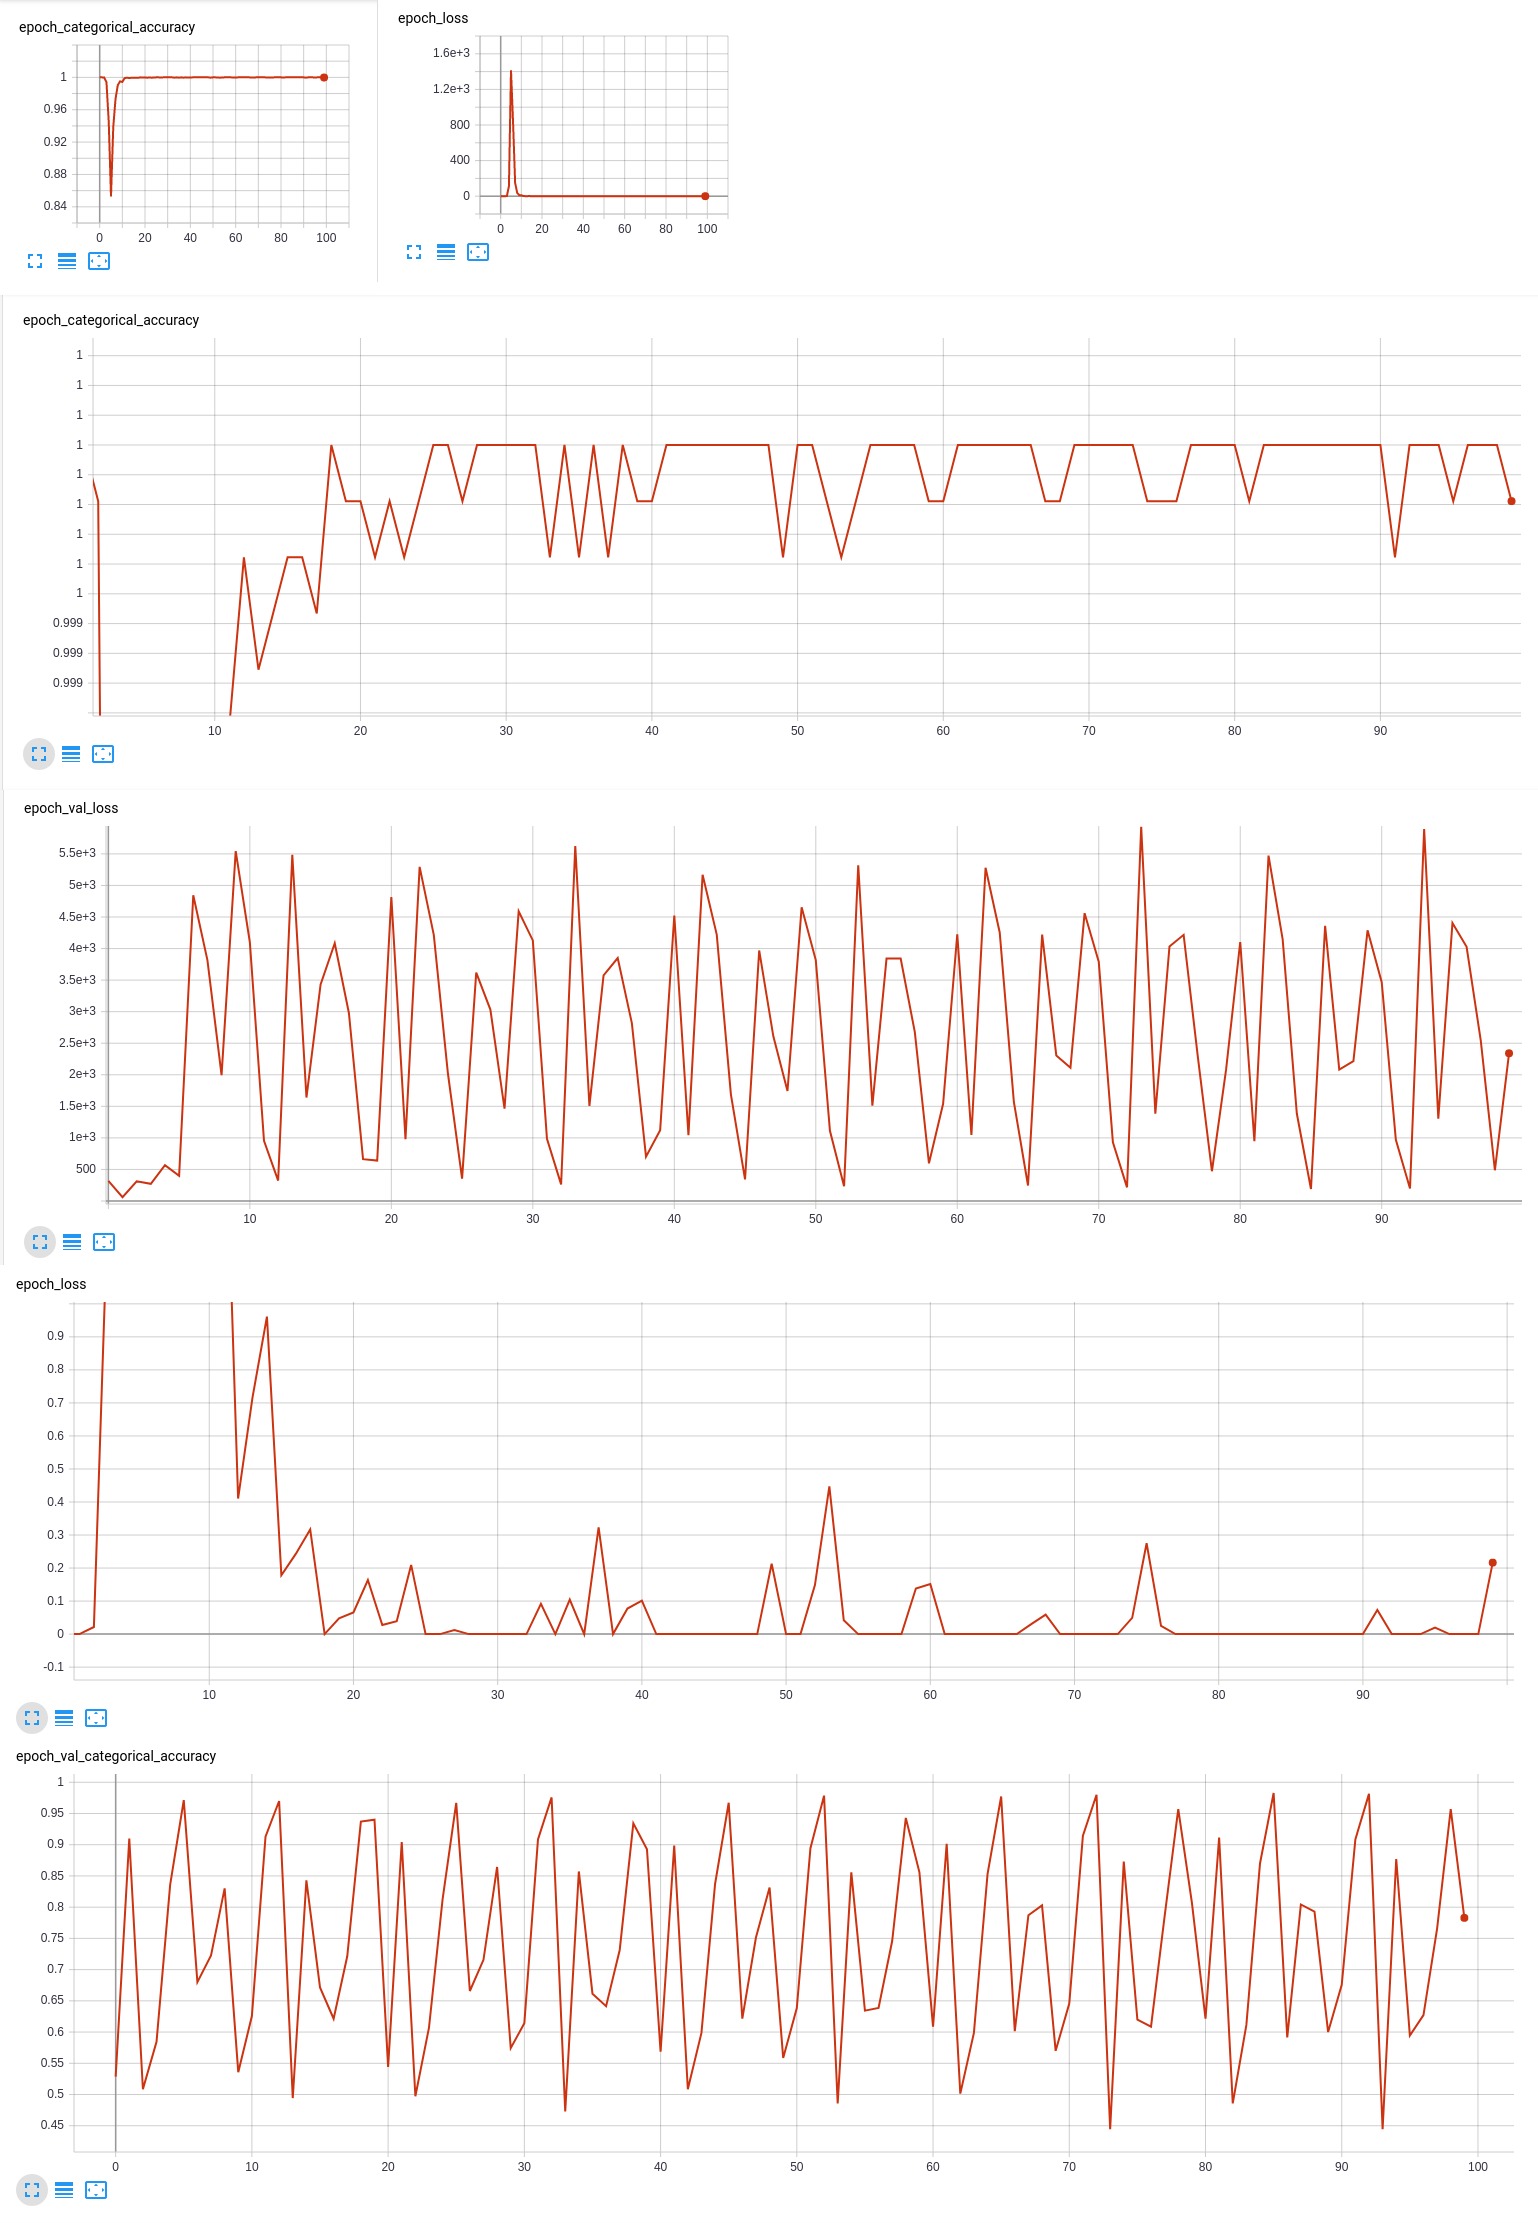 epoch_categorical_accuracy
1
0.96
0.92
0.88
0.84
0 20 40 60 80 100
epoch_loss
1.6e+3
1.2e+3
800
400
0
0 20 40 60 80 100
epoch_categorical_accuracy
1
1
1
1
1
1
1
1
1
0.999
0.999
0.999
10 20 30 40 50 60 70 80 90
epoch_val_loss
5.5e+3
5e+3
4.5e+3
4e+3
3.5e+3
3e+3
2.5e+3
2e+3
1.5e+3
1e+3
500
10 20 30 40 50 60 70 80 90
epoch_loss
0.9
0.8
0.7
0.6
0.5
0.4
0.3
0.2
0.1
0
-0.1
10 20 30 40 50 60 70 80 90
epoch_val_categorical_accuracy
1
0.95
0.9
0.85
0.8
0.75
0.7
0.65
0.6
0.55
0.5
0.45
0 10 20 30 40 50 60 70 80 90 100